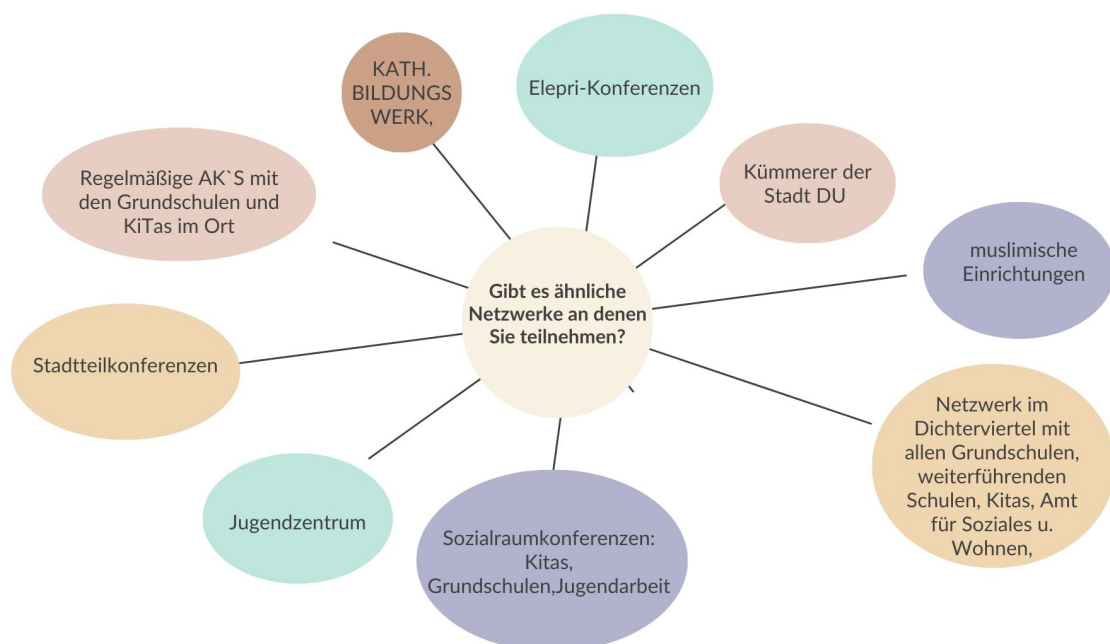 KATH.
BILDUNGS
WERK,
Elepri-Konferenzen
Kümmerer der
Stadt DU
Regelmäßige AK`S mit
den Grundschulen und
KiTas im Ort
muslimische
Einrichtungen
Gibt es ähnliche
Netzwerke an denen
Sie teilnehmen?
Stadtteilkonferenzen
Netzwerk im
Dichterviertel mit
allen Grundschulen,
weiterführenden
Schulen, Kitas, Amt
für Soziales u.
Wohnen,
Jugendzentrum
Sozialraumkonferenzen:
Kitas,
Grundschulen,Jugendarbeit